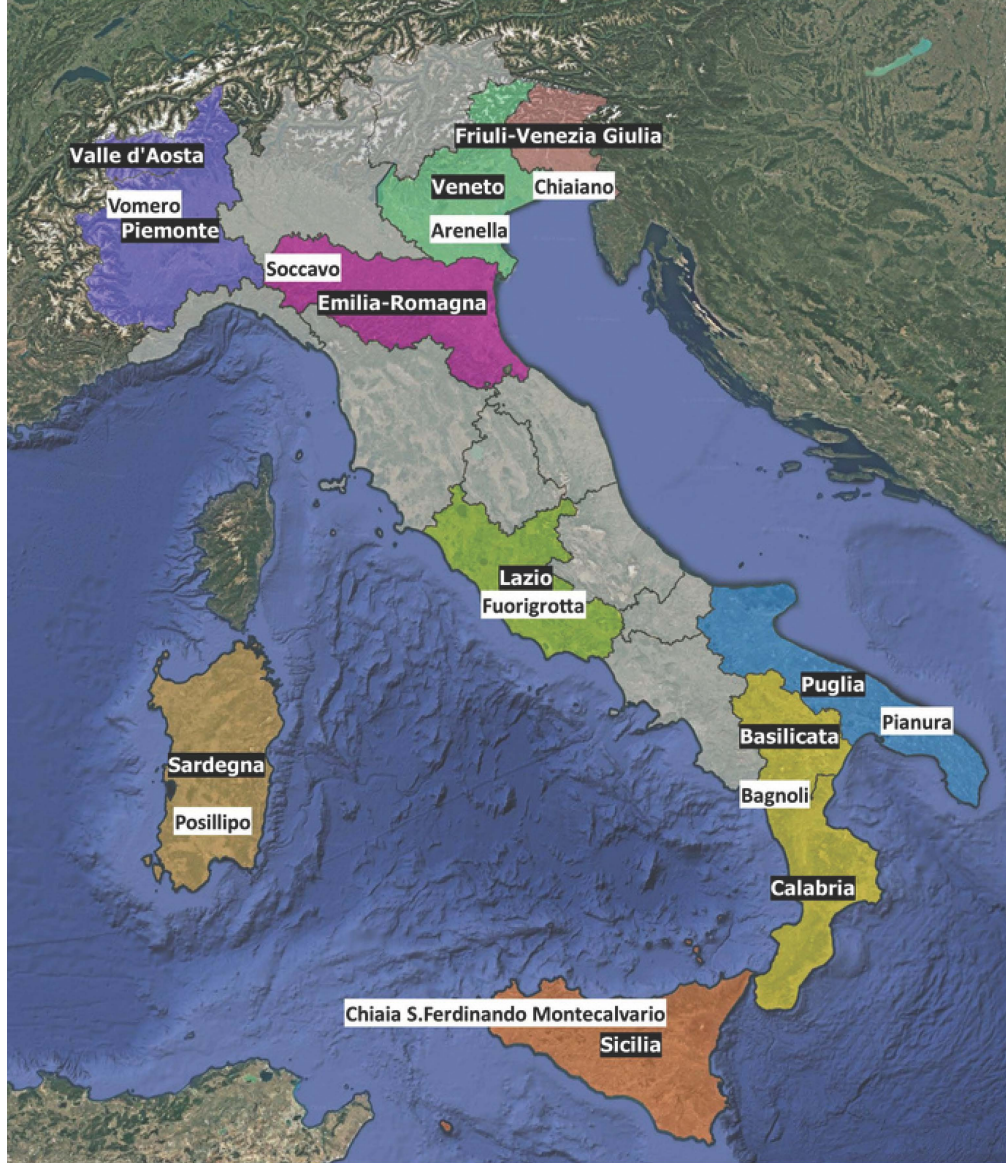 Friuli-Venezia Giulia
Valle d'Aosta
Veneto
Chiaiano
Vomero
Piemonte
Arenella
Soccavo
Emilia-Romagna
Lazio
Fuorigrotta
Puglia
Pianura
Basilicata
Sardegna
Bagnoli
Posillipo
Calabria
Chiaia S.Ferdinando Montecalvario
Sicilia